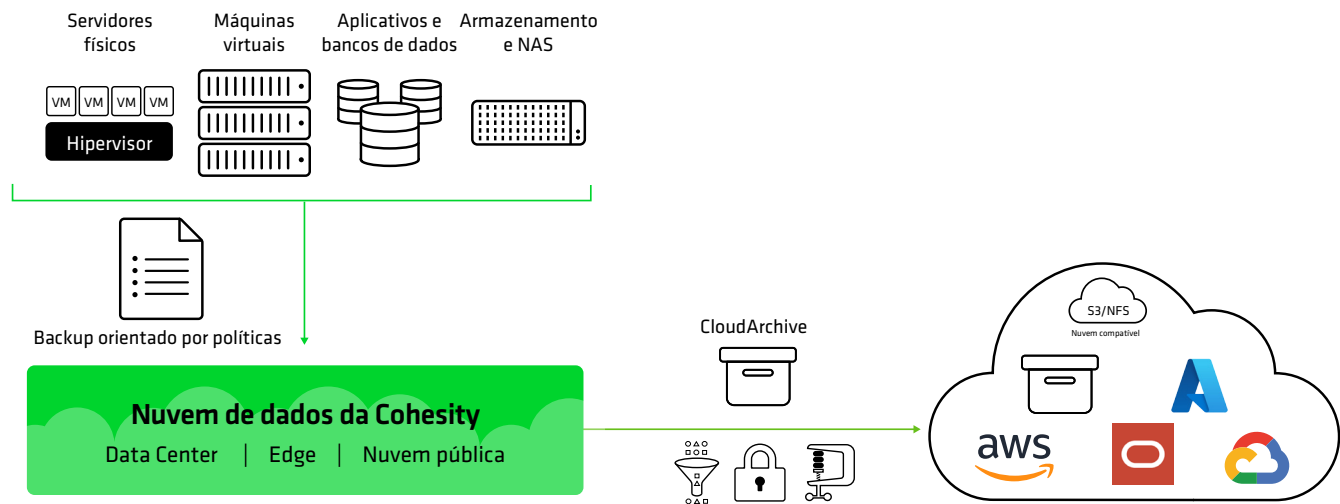 Servidores
físicos
Máquinas
virtuais
Aplicativos e
bancos de dados
Armazenamento
e NAS
VM VM VM VM
Hipervisor
Backup orientado por políticas
Nuvem de dados da Cohesity
Data Center | Edge | Nuvem pública
CloudArchive
S3/NFS
Nuvem compatível
aws